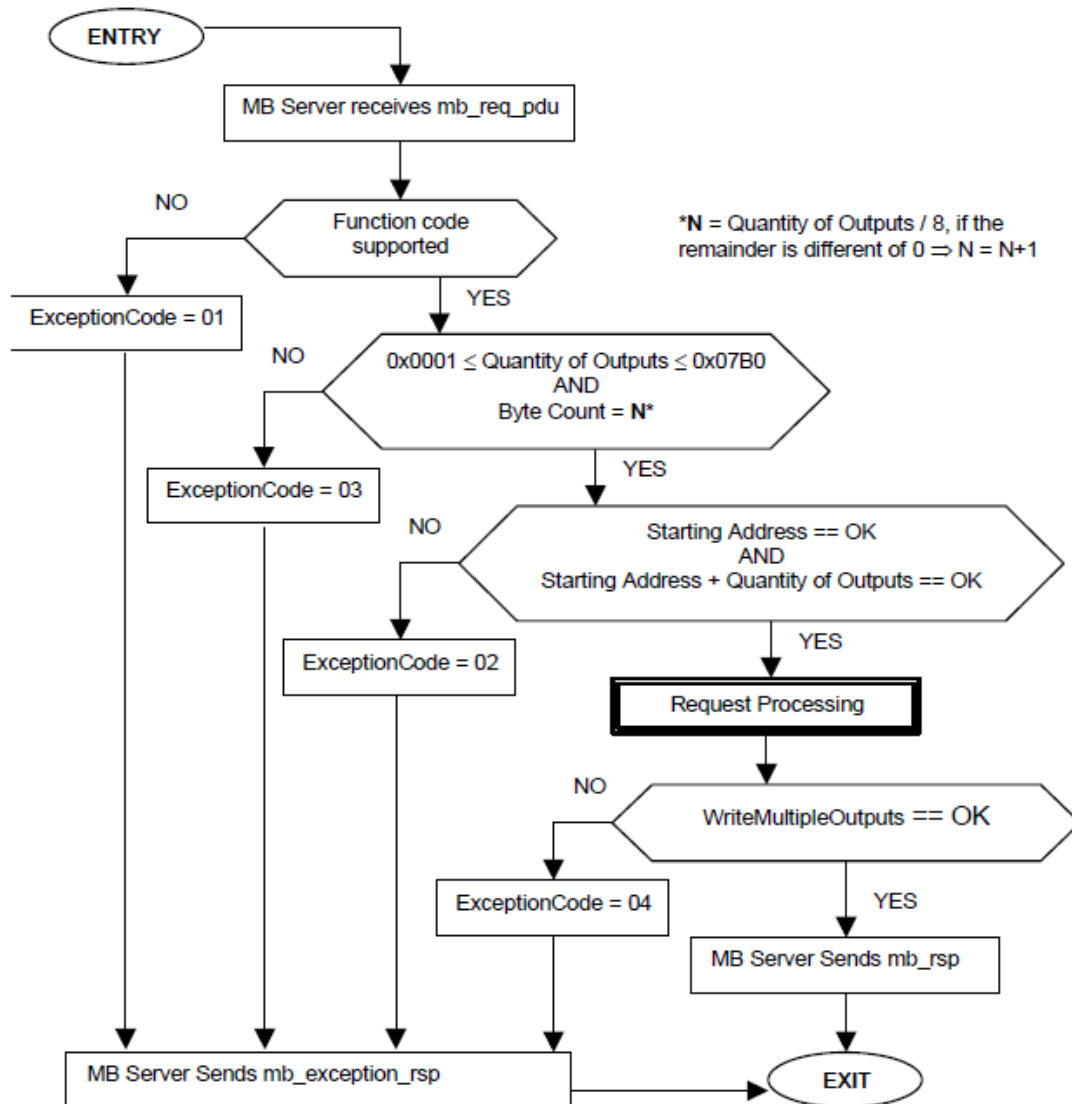 ENTRY
MB Server receives mb_req_pdu
NO
Function code
supported
*N = Quantity of Outputs / 8, if the
remainder is different of 0 ⇒ N = N+1
YES
ExceptionCode = 01
NO
0x0001 ≤ Quantity of Outputs ≤ 0x07B0
AND
Byte Count = N*
YES
ExceptionCode = 03
NO
Starting Address == OK
AND
Starting Address + Quantity of Outputs == OK
YES
ExceptionCode = 02
Request Processing
NO
WriteMultipleOutputs == OK
YES
ExceptionCode = 04
MB Server Sends mb_rsp
MB Server Sends mb_exception_rsp
EXIT